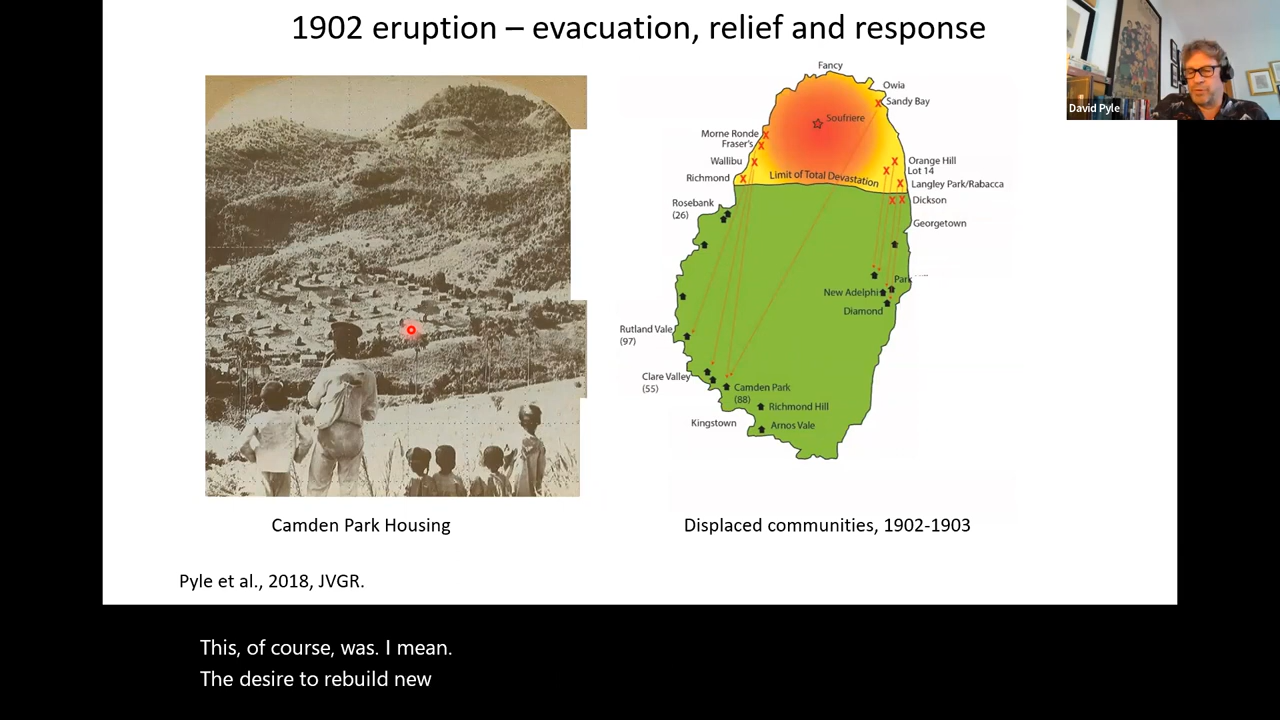 1902 eruption – evacuation, relief and response
David Pyle
Fancy
Owia
Sandy Bay
Soufriere
Morne Ronde
Fraser's
Wallibu
Richmond
Orange Hill
Lot 14
Langley Park/Rabacca
Limit of Total Devastation
Dickson
Rosebank
(26)
Georgetown
Park
New Adelphi
Diamond
Rutland Vale
(97)
Clare Valley
(55)
Camden Park
(88)
Richmond Hill
Kingstown
Arnos Vale
Camden Park Housing
Displaced communities, 1902-1903
Pyle et al., 2018, JVGR.
This, of course, was. I mean.
The desire to rebuild new